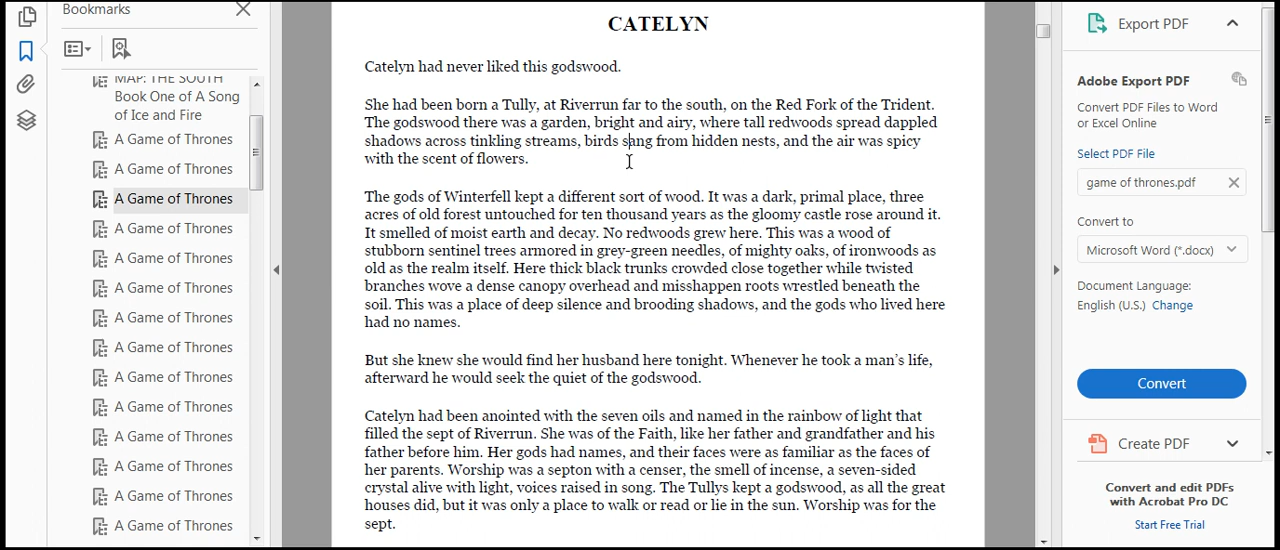 Bookmarks
MAP: THE SOUTH
Book One of A Song
of Ice and Fire
A Game of Thrones
A Game of Thrones
A Game of Thrones
A Game of Thrones
A Game of Thrones
A Game of Thrones
A Game of Thrones
A Game of Thrones
A Game of Thrones
A Game of Thrones
A Game of Thrones
A Game of Thrones
A Game of Thrones
A Game of Thrones
CATELYN
Catelyn had never liked this godswood.
She had been born a Tully, at Riverrun far to the south, on the Red Fork of the Trident.
The godswood there was a garden, bright and airy, where tall redwoods spread dappled
shadows across tinkling streams, birds sang from hidden nests, and the air was spicy
with the scent of flowers.
The gods of Winterfell kept a different sort of wood. It was a dark, primal place, three
acres of old forest untouched for ten thousand years as the gloomy castle rose around it.
It smelled of moist earth and decay. No redwoods grew here. This was a wood of
stubborn sentinel trees armored in grey-green needles, of mighty oaks, of ironwoods as
old as the realm itself. Here thick black trunks crowded close together while twisted
branches wove a dense canopy overhead and misshappen roots wrestled beneath the
soil. This was a place of deep silence and brooding shadows, and the gods who lived here
had no names.
But she knew she would find her husband here tonight. Whenever he took a man’s life,
afterward he would seek the quiet of the godswood.
Catelyn had been anointed with the seven oils and named in the rainbow of light that
filled the sept of Riverrun. She was of the Faith, like her father and grandfather and his
father before him. Her gods had names, and their faces were as familiar as the faces of
her parents. Worship was a septon with a censer, the smell of incense, a seven-sided
crystal alive with light, voices raised in song. The Tullys kept a godswood, as all the great
houses did, but it was only a place to walk or read or lie in the sun. Worship was for the
sept.
Export PDF
Adobe Export PDF
Convert PDF Files to Word
or Excel Online
Select PDF File
game of thrones.pdf
Convert to
Microsoft Word (*.docx)
Document Language:
English (U.S.) Change
Convert
Create PDF
Convert and edit PDFs
with Acrobat Pro DC
Start Free Trial